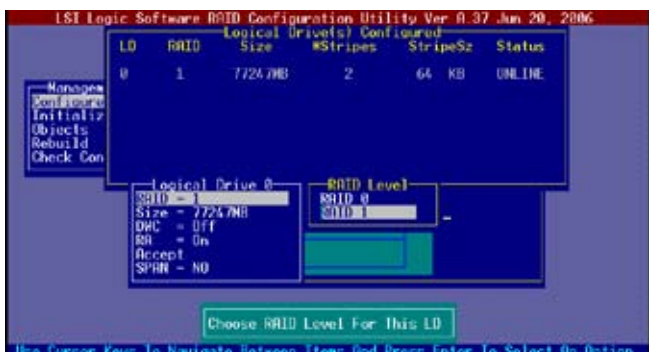 LSI Logic Software RAID Configuration Utility Ver A.37 Jun 20, 2006
Logical Drive(s) Configured
LD RAID Size #Stripes StripeSz Status
0 1 77247MB 2 64 KB ONLINE
Managem
Configure
Initializ
Objects
Rebuild
Check Con
Logical Drive 0
RAID = 1
Size = 77247MB
DWC = Off
RA = On
Accept
SPAN = NO
RAID Level
RAID 0
RAID 1
Choose RAID Level For This LD
Use Cursor Keys To Navigate Between Items And Press Enter To Select An Option